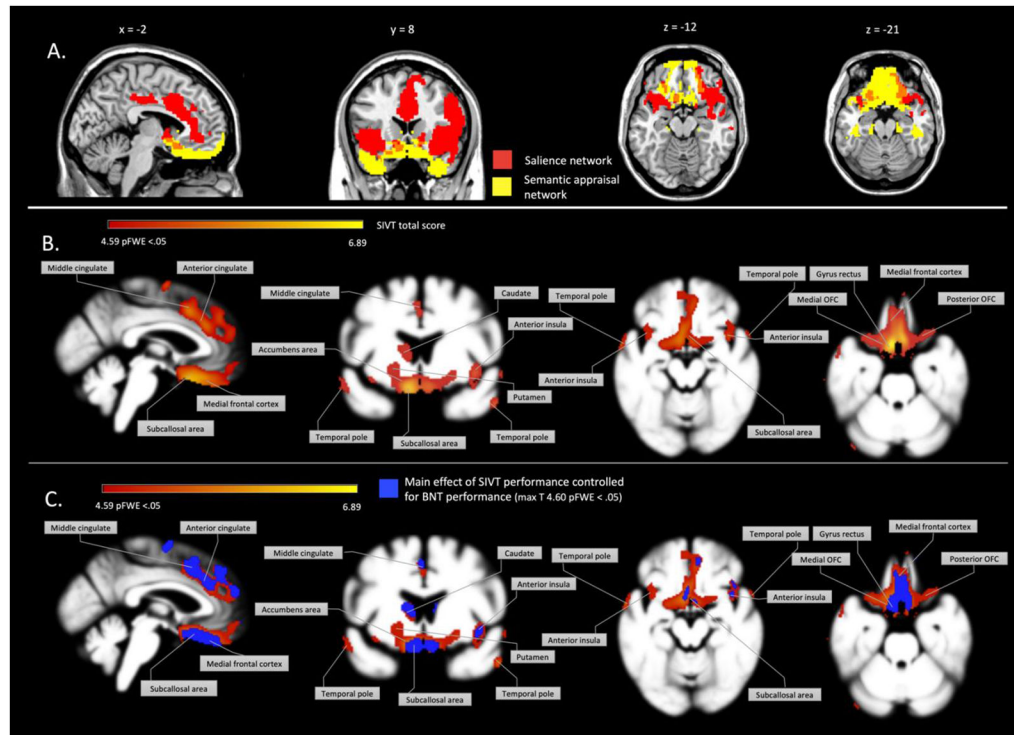 A.
x = -2
y = 8
z = -12
z = -21
Salience network
Semantic appraisal
network
B.
SIVT total score
4.59 pFWE <.05
6.89
Middle cingulate
Anterior cingulate
Medial frontal cortex
Subcallosal area
Middle cingulate
Caudate
Accumbens area
Anterior insula
Putamen
Temporal pole
Subcallosal area
Temporal pole
Temporal pole
Temporal pole
Anterior insula
Anterior insula
Subcallosal area
Gyrus rectus
Medial frontal cortex
Medial OFC
Posterior OFC
C.
4.59 pFWE <.05
6.89
Main effect of SIVT performance controlled
for BNT performance (max T 4.60 pFWE < .05)
Middle cingulate
Anterior cingulate
Medial frontal cortex
Subcallosal area
Middle cingulate
Caudate
Accumbens area
Anterior insula
Putamen
Temporal pole
Subcallosal area
Temporal pole
Temporal pole
Temporal pole
Anterior insula
Anterior insula
Subcallosal area
Gyrus rectus
Medial frontal cortex
Medial OFC
Posterior OFC